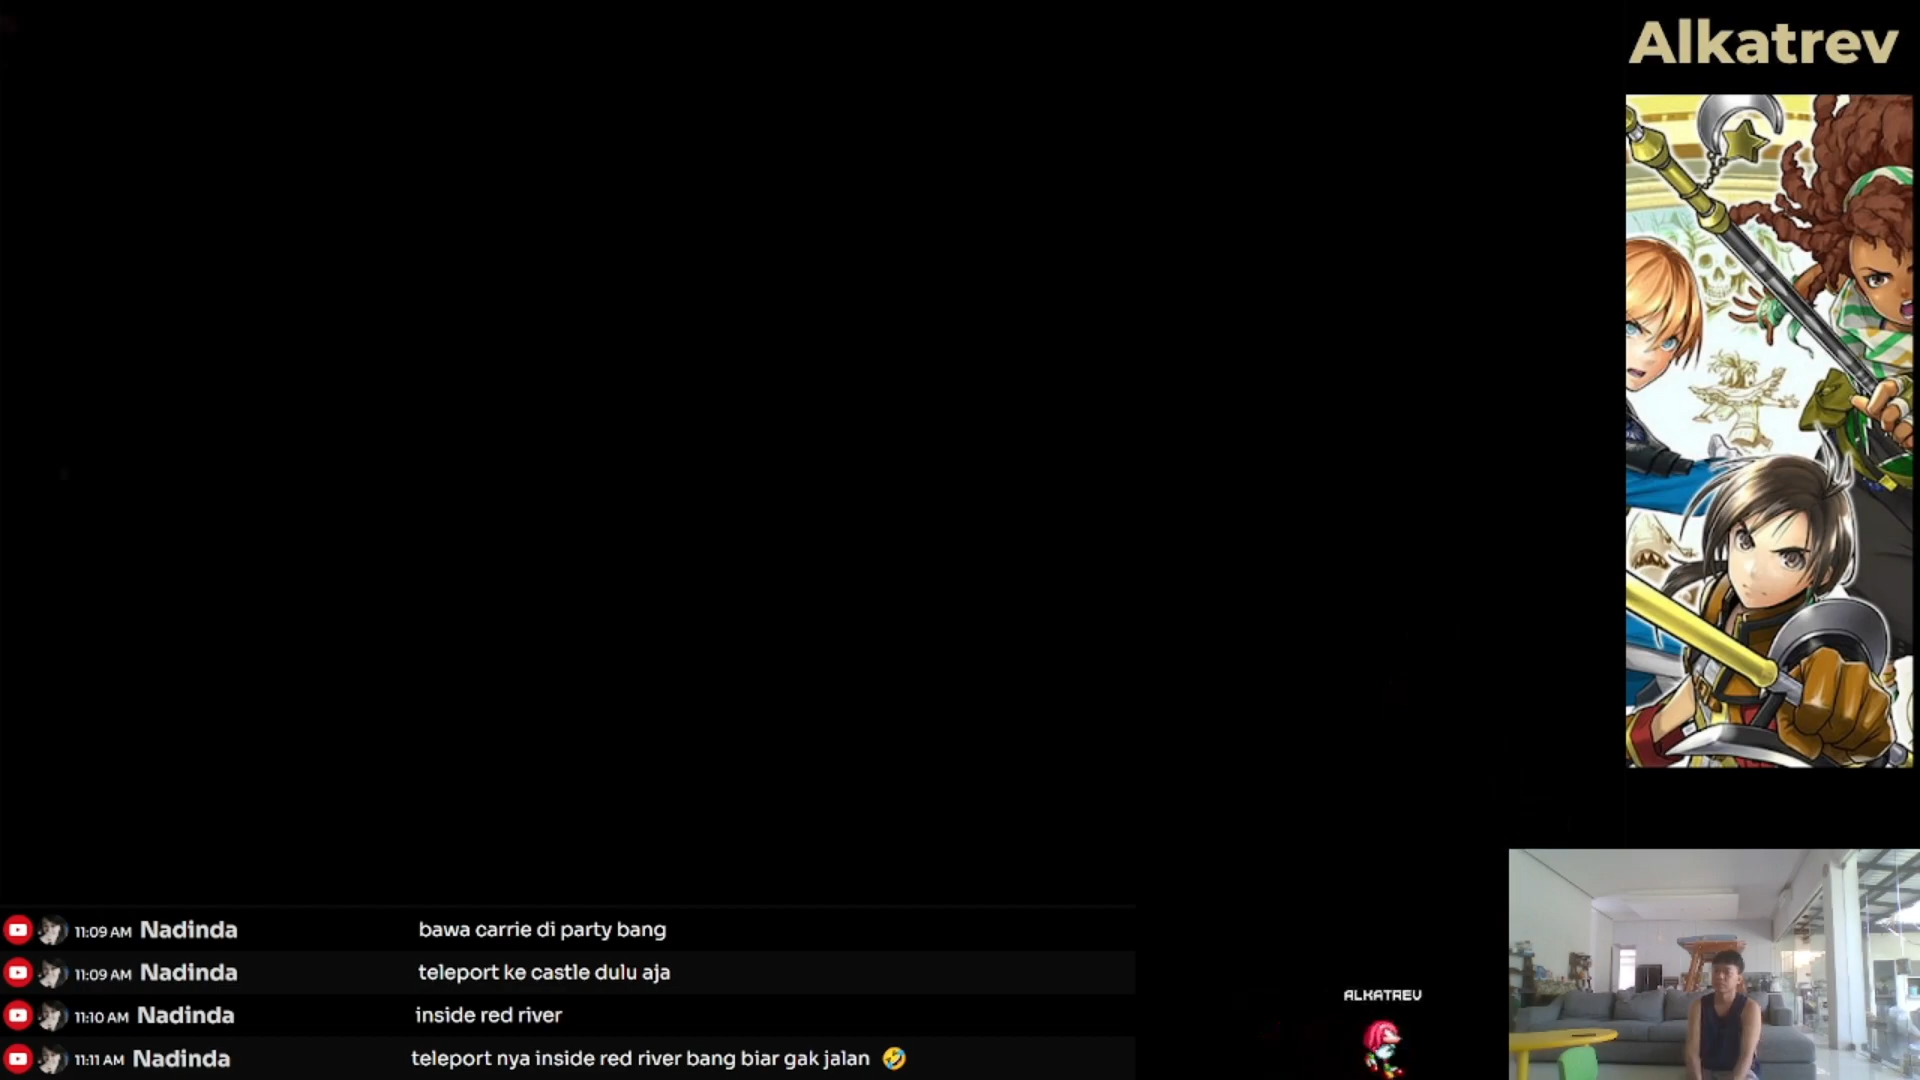 Alkatrev
11:09 AM Nadinda bawa carrie di party bang
11:09 AM Nadinda teleport ke castle dulu aja
11:10 AM Nadinda inside red river
11:11 AM Nadinda teleport nya inside red river bang biar gak jalan 🤣
ALKATREV